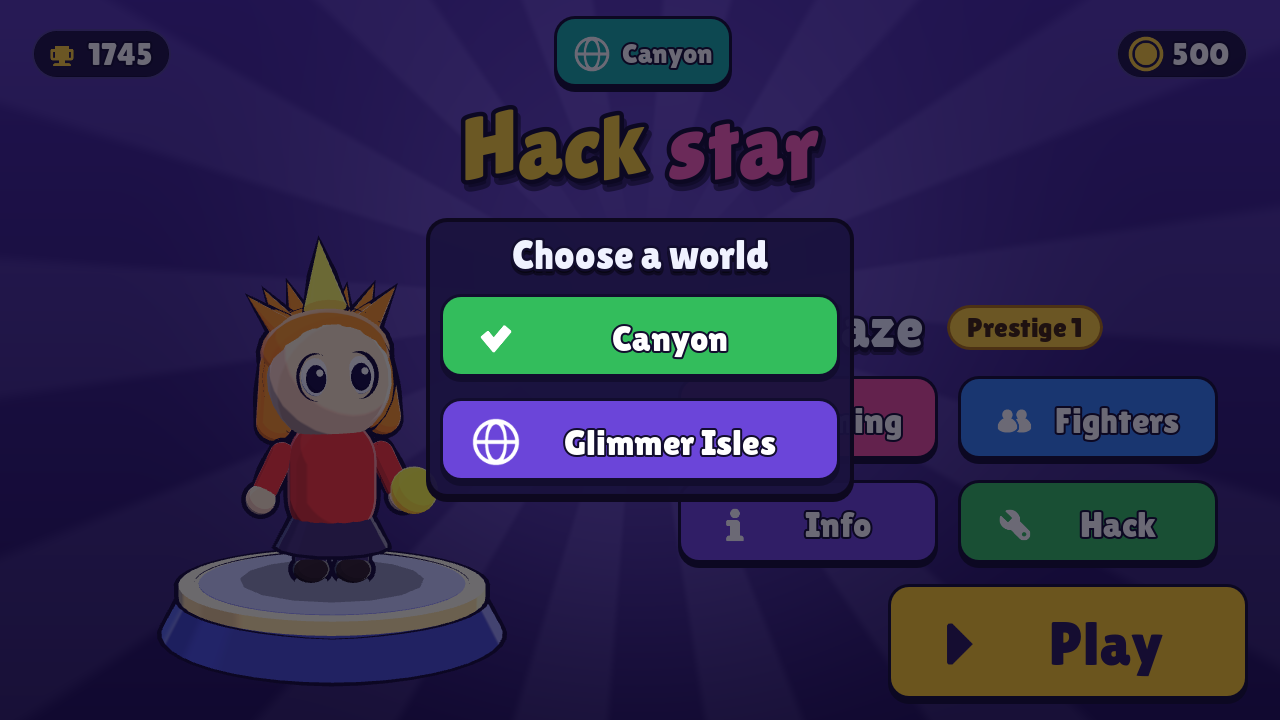 1745
Canyon
500
Hack star
Choose a world
Canyon
Glimmer Isles
Prestige 1
Fighters
Info
Hack
Play